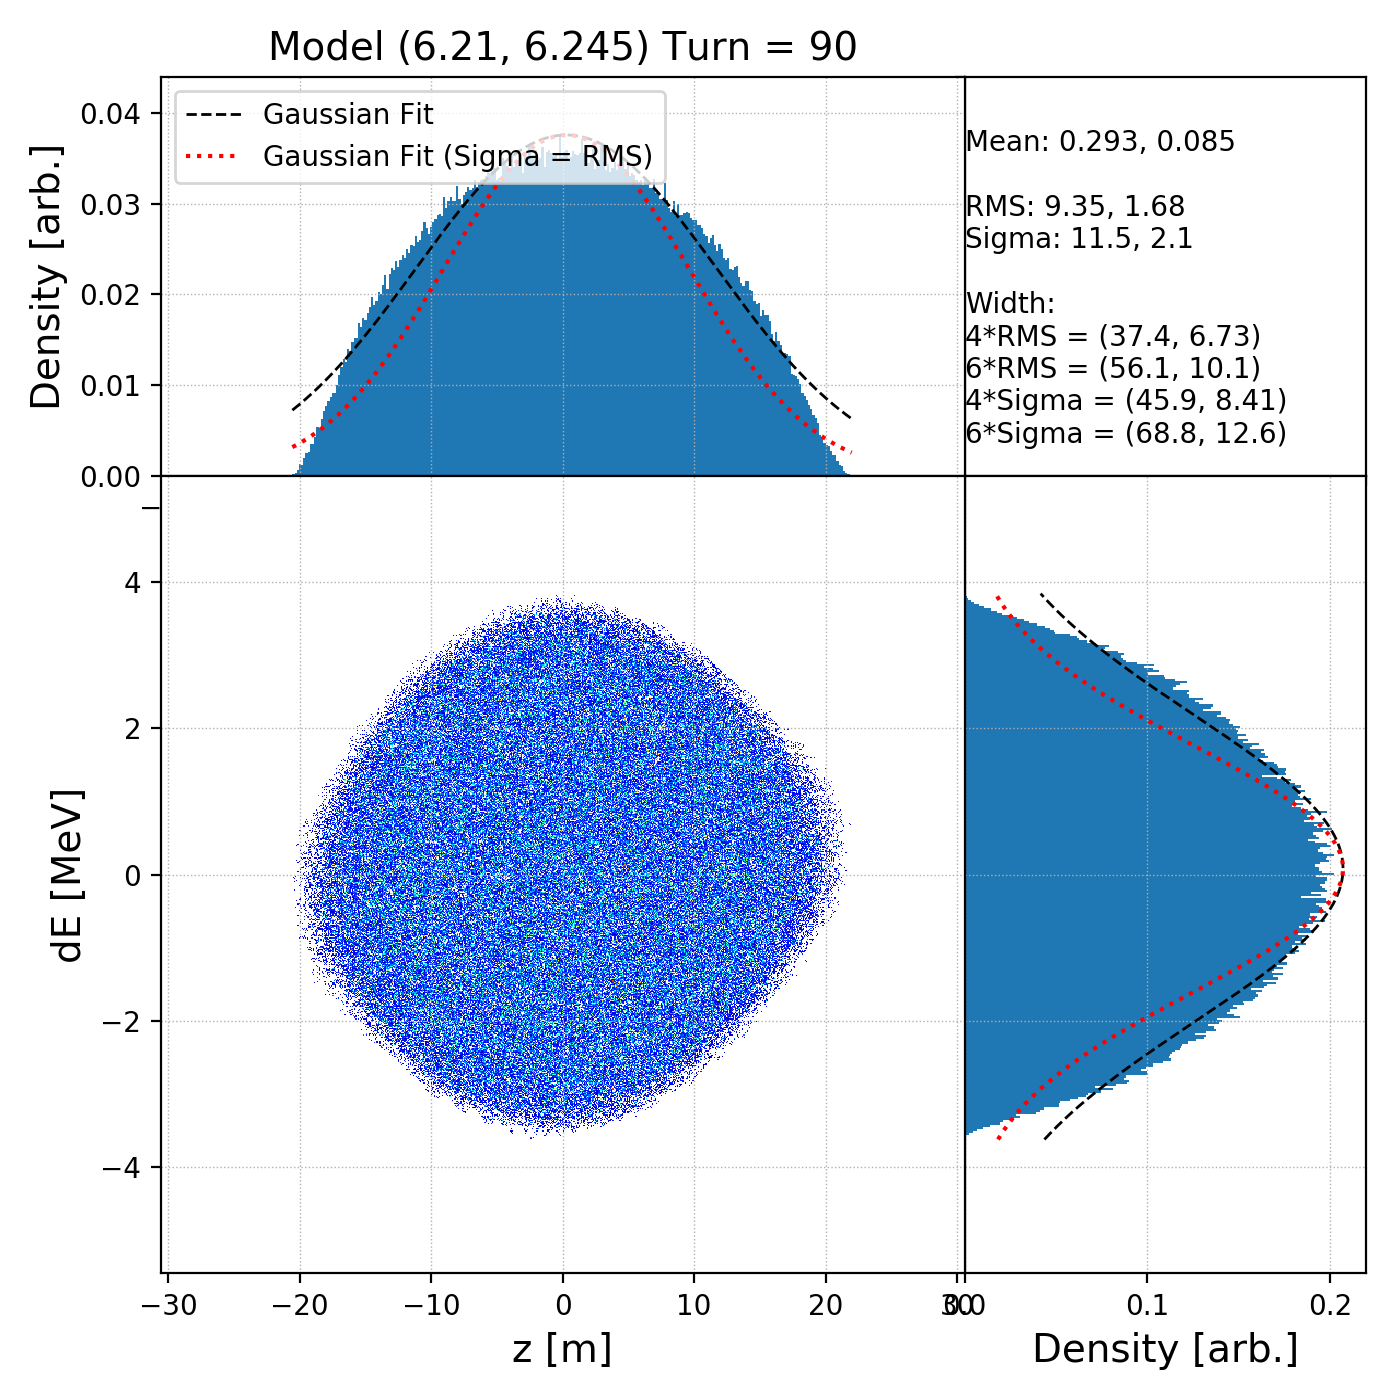 Model (6.21, 6.245) Turn = 90
Gaussian Fit
Gaussian Fit (Sigma = RMS)
0.04
0.03
0.02
0.01
0.00
Density [arb.]
Mean: 0.293, 0.085
RMS: 9.35, 1.68
Sigma: 11.5, 2.1
Width:
4*RMS = (37.4, 6.73)
6*RMS = (56.1, 10.1)
4*Sigma = (45.9, 8.41)
6*Sigma = (68.8, 12.6)
4
2
0
−2
−4
dE [MeV]
−30 −20 −10 0 10 20 30
z [m]
0.0 0.1 0.2
Density [arb.]